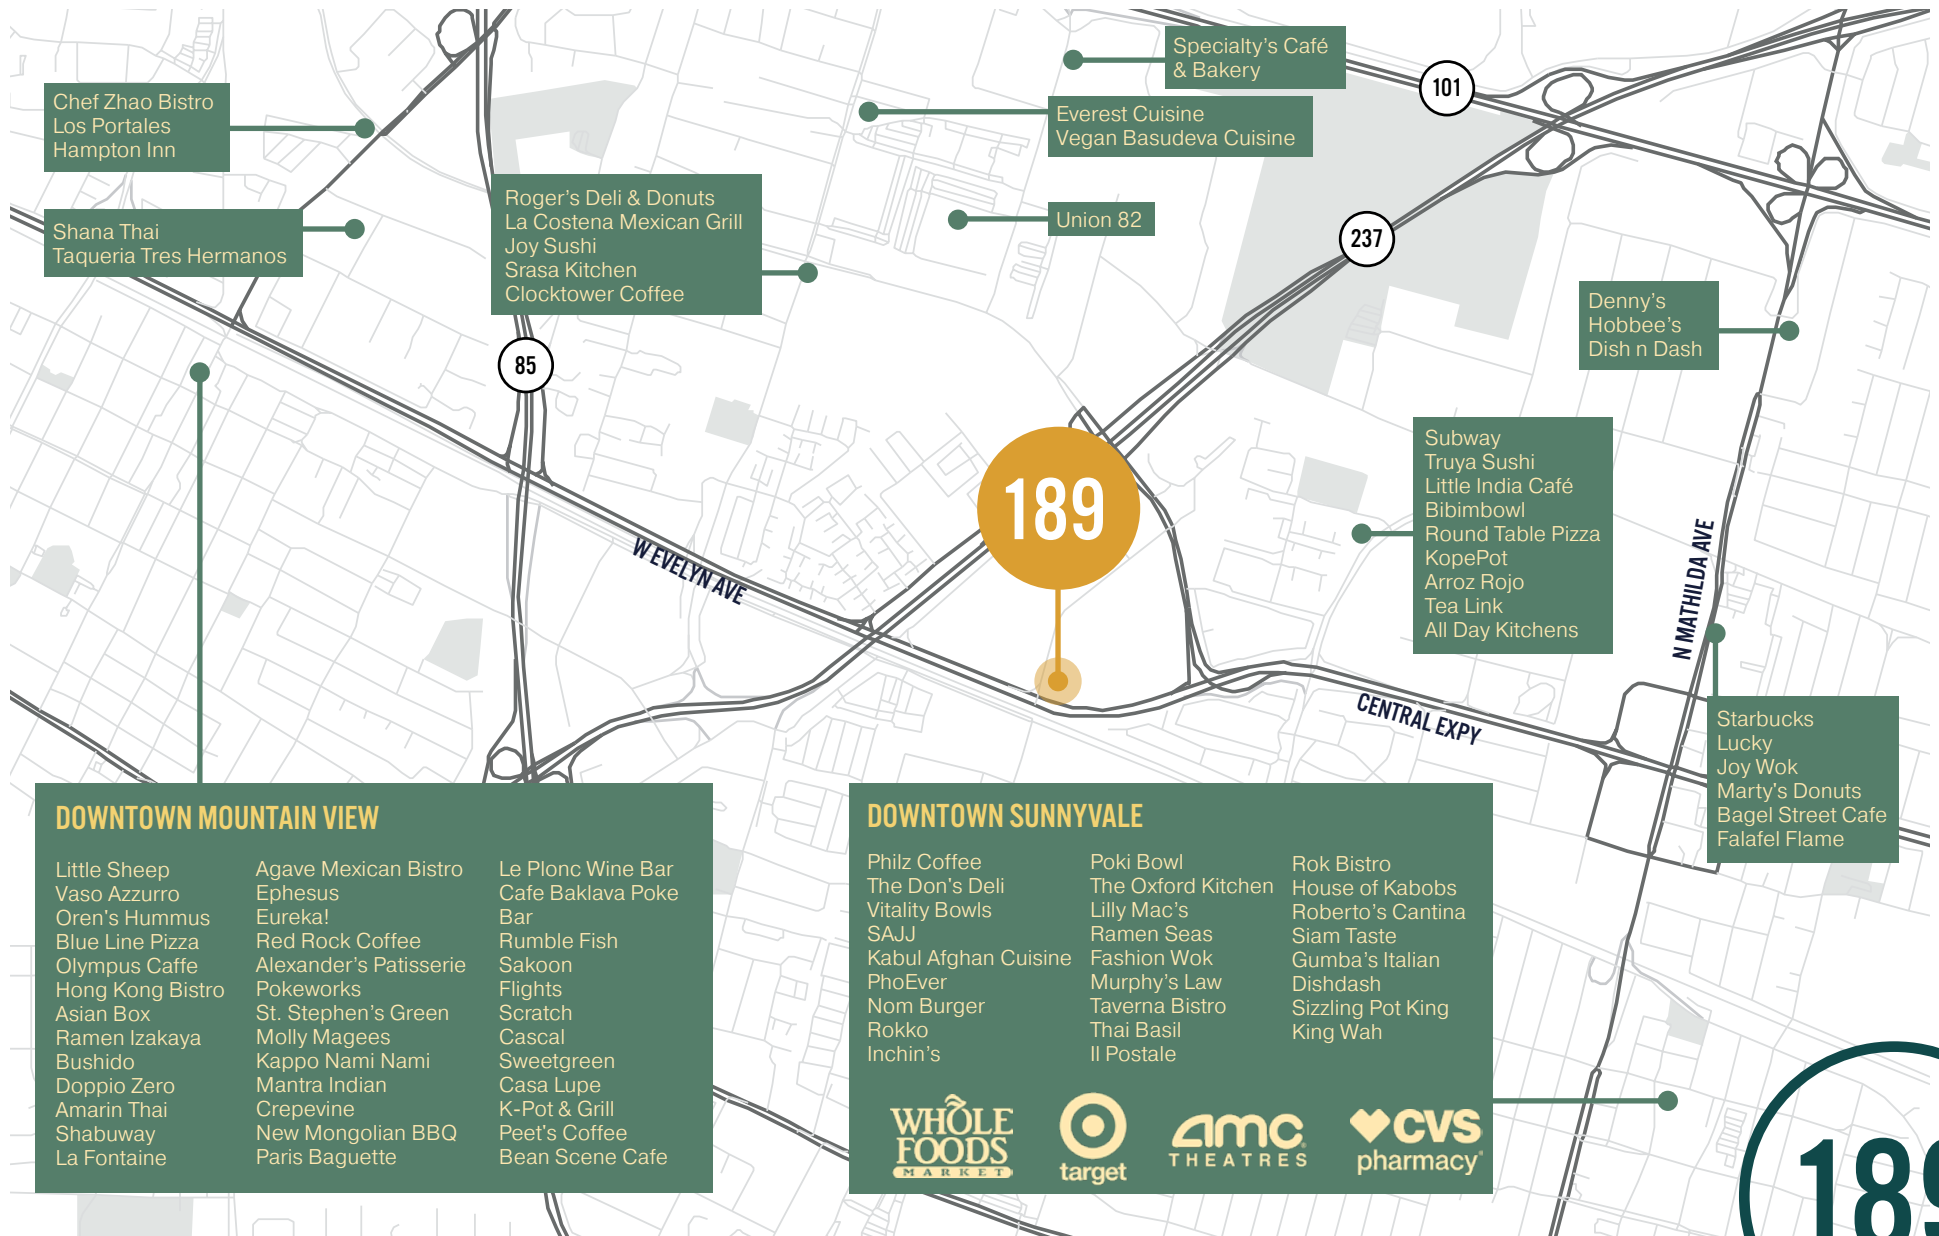 Specialty's Café
& Bakery
101
Chef Zhao Bistro
Los Portales
Hampton Inn
Everest Cuisine
Vegan Basudeva Cuisine
Shana Thai
Taqueria Tres Hermanos
Roger's Deli & Donuts
La Costena Mexican Grill
Joy Sushi
Srasa Kitchen
Clocktower Coffee
Union 82
237
Denny's
Hobbee's
Dish n Dash
85
Subway
Truya Sushi
Little India Café
Bibimbowl
Round Table Pizza
KopePot
Arroz Rojo
Tea Link
All Day Kitchens
189
W EVELYN AVE
N MATHILDA AVE
CENTRAL EXPY
Starbucks
Lucky
Joy Wok
Marty's Donuts
Bagel Street Cafe
Falafel Flame
DOWNTOWN MOUNTAIN VIEW
Little Sheep
Vaso Azzurro
Oren's Hummus
Blue Line Pizza
Olympus Caffe
Hong Kong Bistro
Asian Box
Ramen Izakaya
Bushido
Doppio Zero
Amarin Thai
Shabuway
La Fontaine
Agave Mexican Bistro
Ephesus
Eureka!
Red Rock Coffee
Alexander's Patisserie
Pokeworks
St. Stephen's Green
Molly Magees
Kappo Nami Nami
Mantra Indian
Crepevine
New Mongolian BBQ
Paris Baguette
Le Plonc Wine Bar
Cafe Baklava Poke
Bar
Rumble Fish
Sakoon
Flights
Scratch
Cascal
Sweetgreen
Casa Lupe
K-Pot & Grill
Peet's Coffee
Bean Scene Cafe
DOWNTOWN SUNNYVALE
Philz Coffee
The Don's Deli
Vitality Bowls
SAJJ
Kabul Afghan Cuisine
PhoEver
Nom Burger
Rokko
Inchin's
Poki Bowl
The Oxford Kitchen
Lilly Mac's
Ramen Seas
Fashion Wok
Murphy's Law
Taverna Bistro
Thai Basil
Il Postale
Rok Bistro
House of Kabobs
Roberto's Cantina
Siam Taste
Gumba's Italian
Dishdash
Sizzling Pot King
King Wah
WHOLE
FOODS
MARKET
target
amc
THEATRES
CVS
pharmacy
189